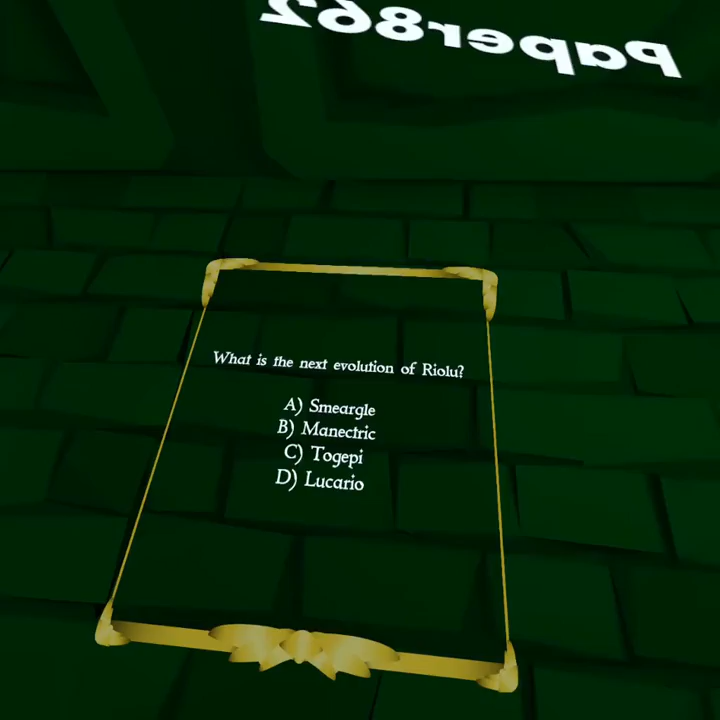 Paper862
What is the next evolution of Riolu?
A) Smeargle
B) Manectric
C) Togepi
D) Lucario